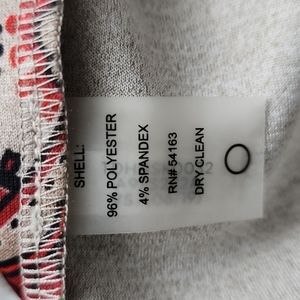 SHELL:
96% POLYESTER
4% SPANDEX
RN# 54163
DRY CLEAN